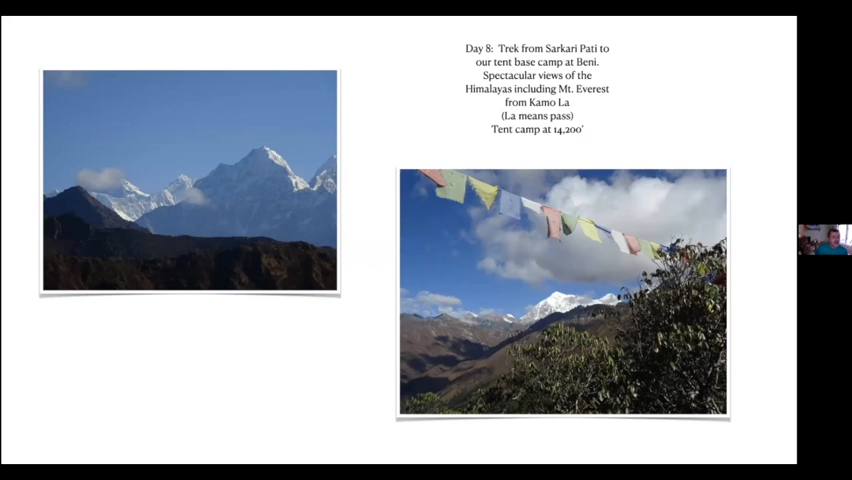 Day 8:  Trek from Sarkari Pati to
our tent base camp at Beni.
Spectacular views of the
Himalayas including Mt. Everest
from Kamo La
(La means pass)
Tent camp at 14,200'